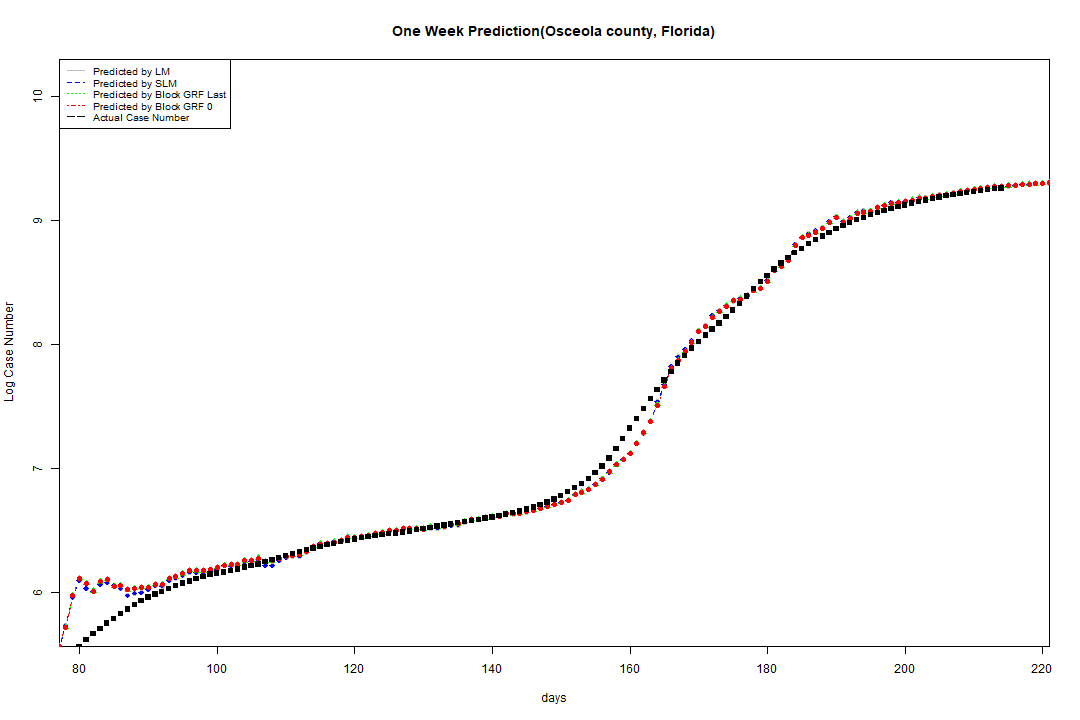 One Week Prediction(Osceola county, Florida)
Predicted by LM
Predicted by SLM
Predicted by Block GRF Last
Predicted by Block GRF 0
Actual Case Number
10
9
8
7
6
Log Case Number
80 100 120 140 160 180 200 220
days